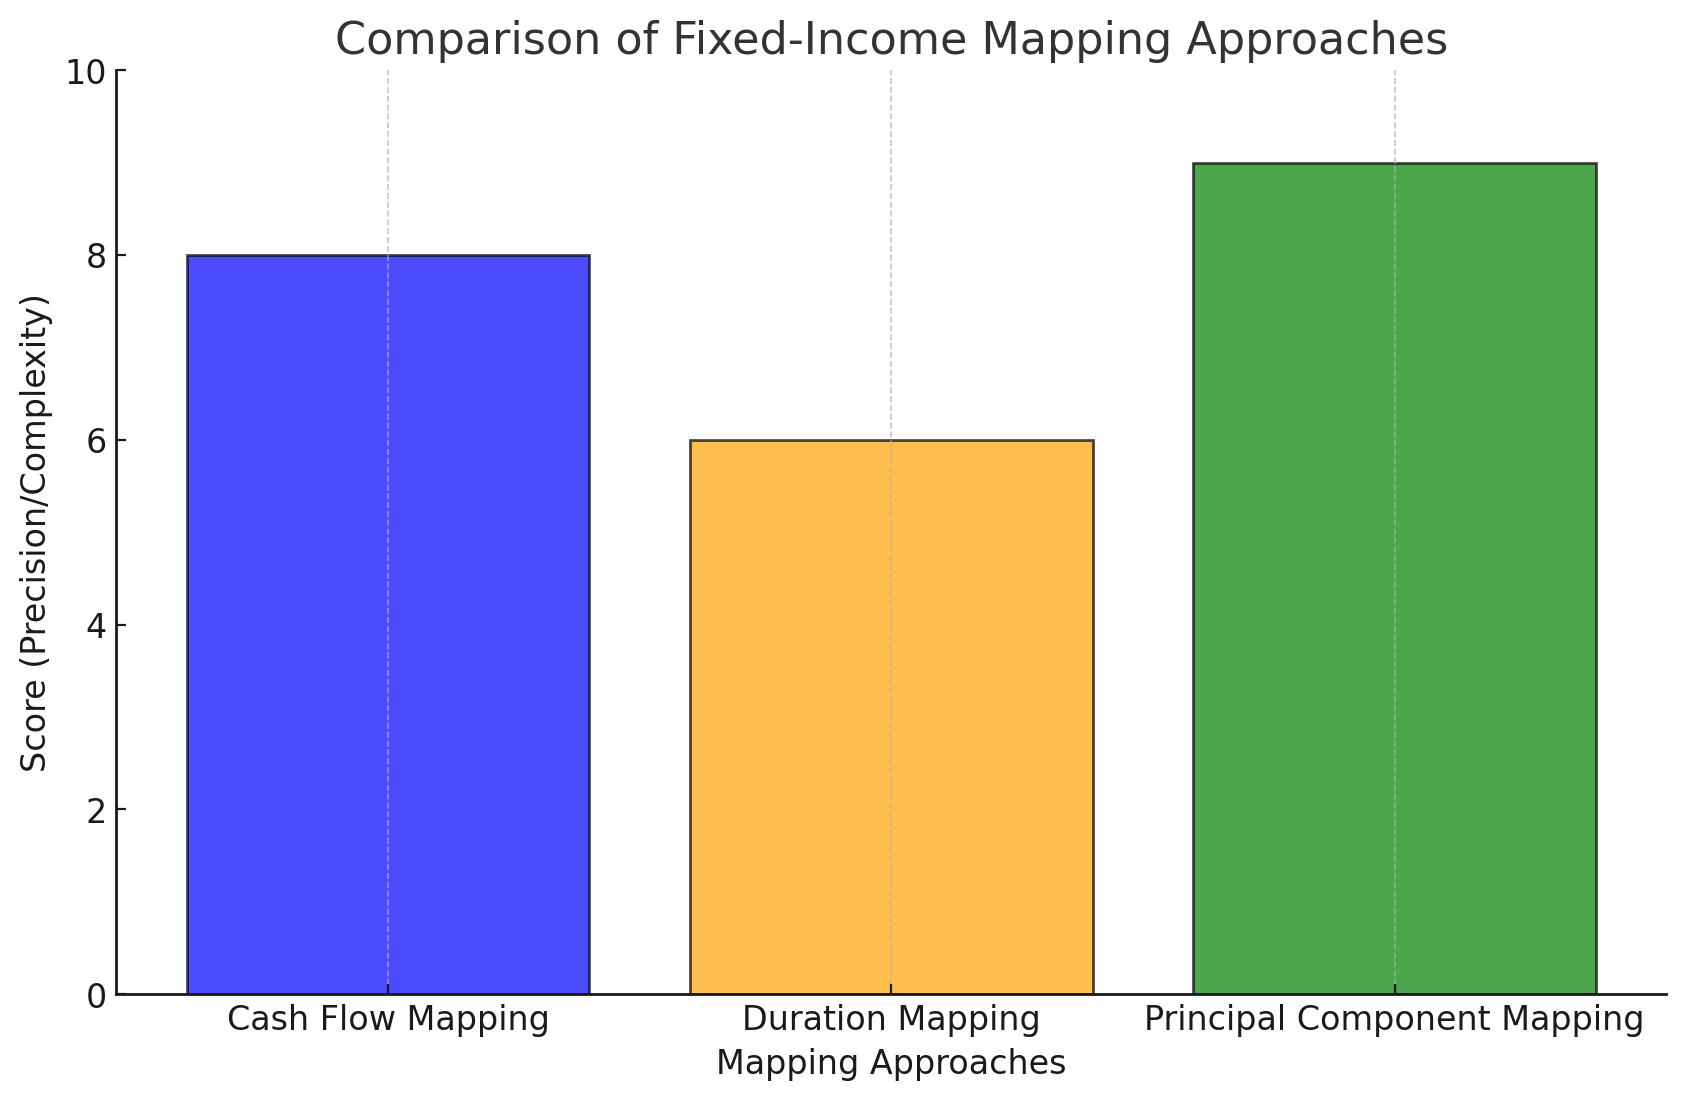 Comparison of Fixed-Income Mapping Approaches
10
8
6
4
2
0
Score (Precision/Complexity)
Cash Flow Mapping
Duration Mapping
Principal Component Mapping
Mapping Approaches